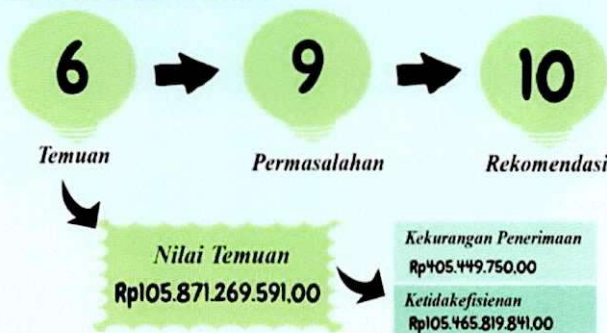 6
9
10
Temuan
Permasalahan
Rekomendasi
Nilai Temuan
Rp105.871.269.591,00
Kekurangan Penerimaan
Rp405.449.750,00
Ketidakefisienan
Rp105.465.819.841,00